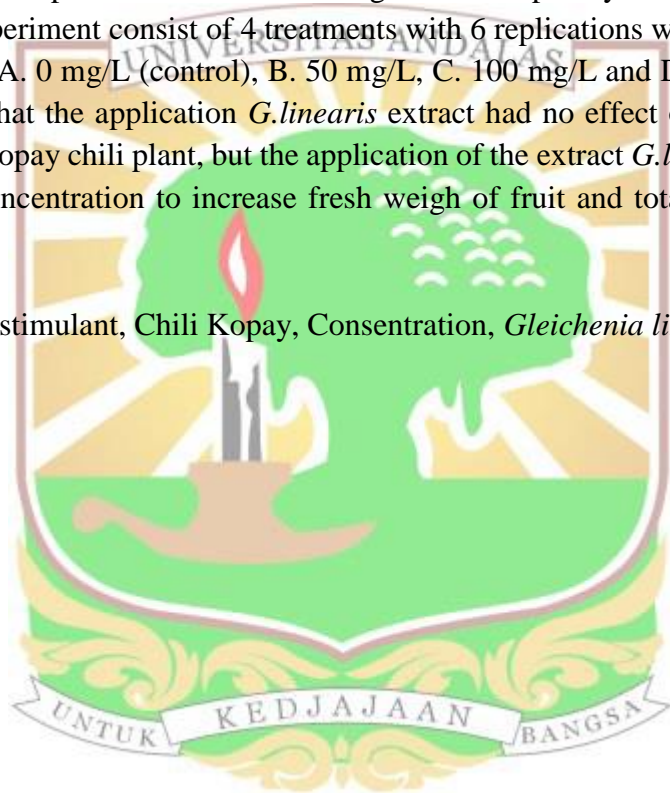 periment consist of 4 treatments with 6 replications w
UNIVERSITAS ANDALAS
A. 0 mg/L (control), B. 50 mg/L, C. 100 mg/L and
hat the application G.linearis extract had no effect
opay chili plant, but the application of the extract G.l
ncentration to increase fresh weigh of fruit and tota
stimulant, Chili Kopay, Consentration, Gleichenia li
UNTUK KEDJAJAAN BANGSA